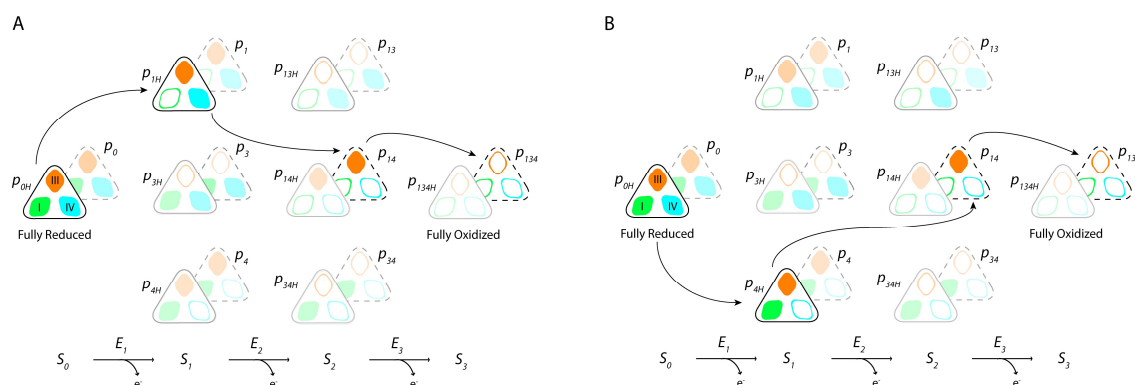 A
p1
p13
p1H
p13H
p0
p3
p14
p134
p0H
III
I
IV
p3H
p14H
p134H
Fully Reduced
Fully Oxidized
p4
p34
p4H
p34H
S0
E1
S1
E2
S2
E3
S3
e-
e-
e-
B
p1
p13
p1H
p13H
p0
p3
p14
p13
p0H
III
I
IV
p3H
p14H
p134H
Fully Reduced
Fully Oxidized
p4
p34
p4H
p34H
S0
E1
S1
E2
S2
E3
S3
e-
e-
e-